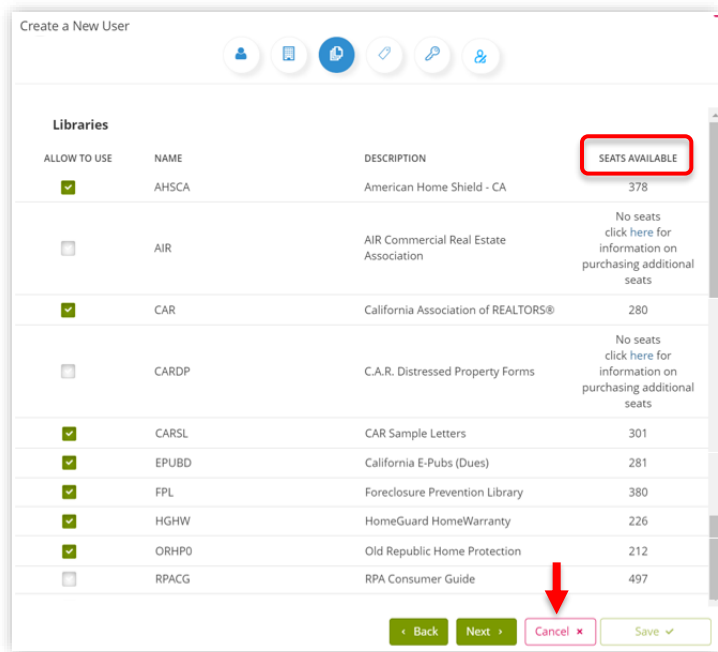 Create a New User
Libraries
ALLOW TO USE NAME DESCRIPTION SEATS AVAILABLE
AHSCA American Home Shield - CA 378
AIR AIR Commercial Real Estate Association No seats click here for information on purchasing additional seats
CAR California Association of REALTORS® 280
CARDP C.A.R. Distressed Property Forms No seats click here for information on purchasing additional seats
CARSL CAR Sample Letters 301
EPUBD California E-Pubs (Dues) 281
FPL Foreclosure Prevention Library 380
HGHW HomeGuard HomeWarranty 226
ORHP0 Old Republic Home Protection 212
RPACG RPA Consumer Guide 497
‹ Back Next › Cancel × Save ✓